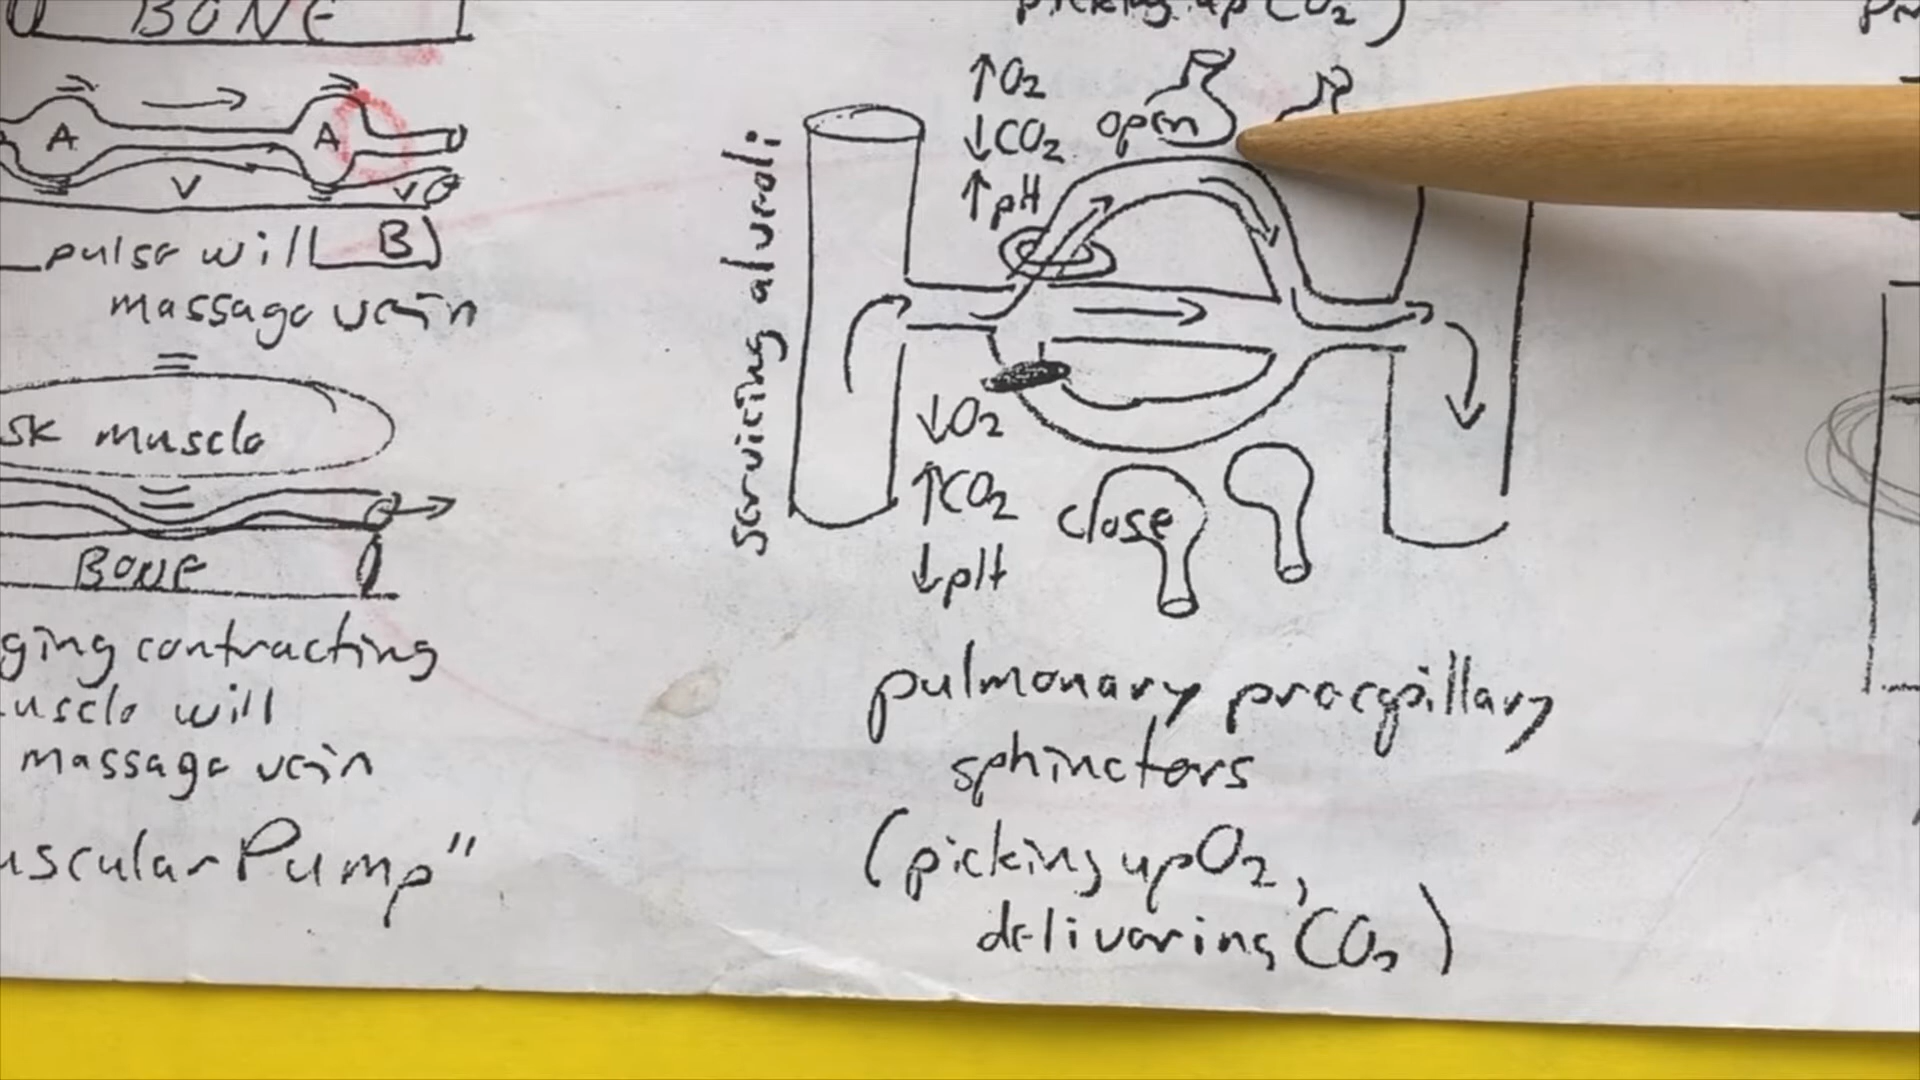 BONE
A
A
V
V
pulse will B)
massage vein
sk muscle
BONE
ging contracting
uscle will
massage vein
uscular Pump"
picking up CO2)
Servicing alveoli:
↑O2
↓CO2
↑pH
open
↓O2
↑CO2
↓pH
close
pulmonary precapillary
sphincters
(picking up O2,
delivering CO2)